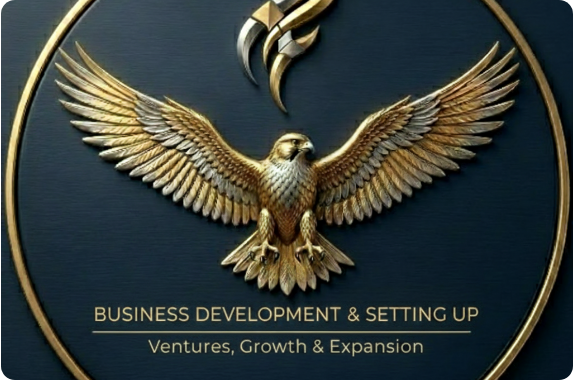 BUSINESS DEVELOPMENT & SETTING UP
Ventures, Growth & Expansion